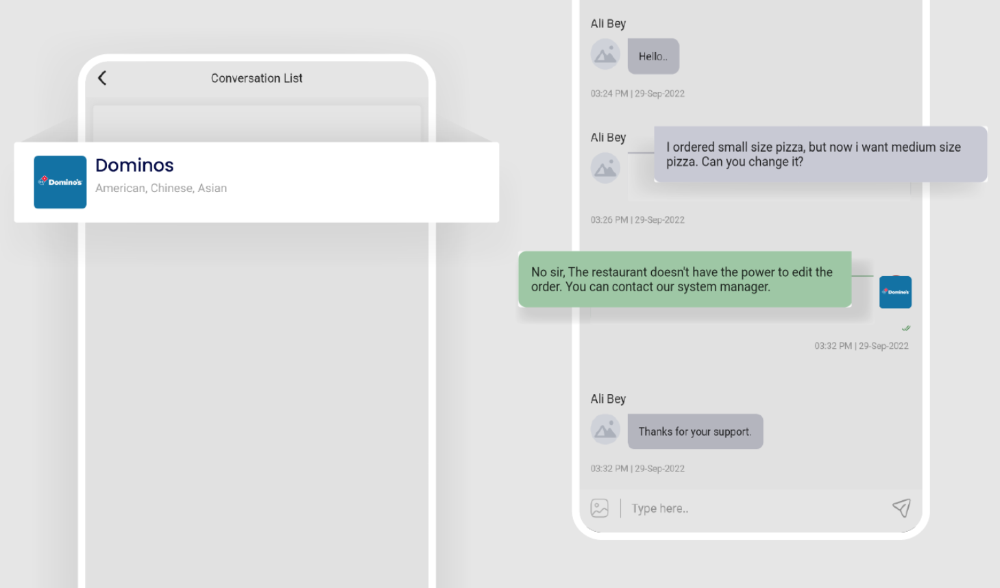 Conversation List
Domino's
Dominos
American, Chinese, Asian
Ali Bey
Hello..
03:24 PM | 29-Sep-2022
Ali Bey
I ordered small size pizza, but now i want medium size
pizza. Can you change it?
03:26 PM | 29-Sep-2022
No sir, The restaurant doesn't have the power to edit the
order. You can contact our system manager.
Domino's
03:32 PM | 29-Sep-2022
Ali Bey
Thanks for your support.
03:32 PM | 29-Sep-2022
Type here..